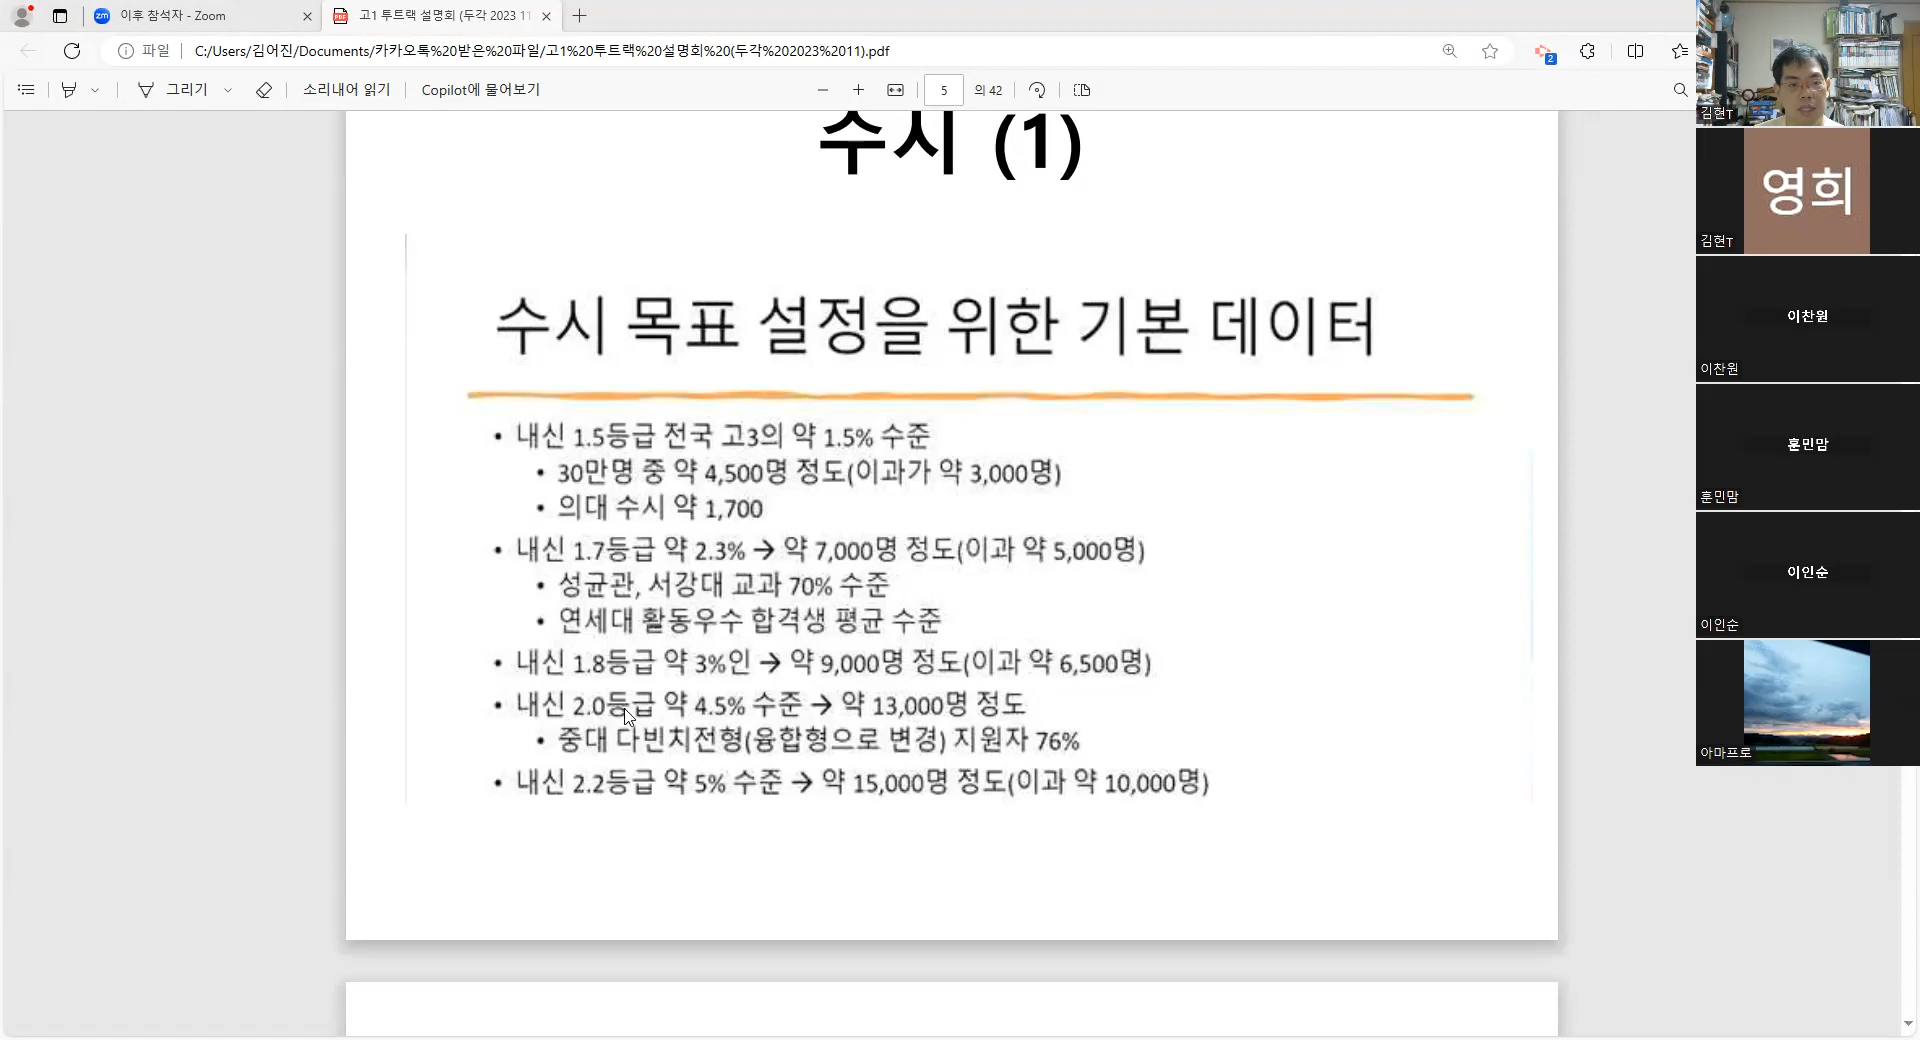 이후 참석자 - Zoom
고1 투트랙 설명회 (두각 2023 11
파일
C:/Users/김어진/Documents/카카오톡%20받은%20파일/고1%20투트랙%20설명회%20(두각%202023%2011).pdf
2
그리기
소리내어 읽기
Copilot에 물어보기
5
의 42
수시 (1)
수시 목표 설정을 위한 기본 데이터
• 내신 1.5등급 전국 고3의 약 1.5% 수준
• 30만명 중 약 4,500명 정도(이과가 약 3,000명)
• 의대 수시 약 1,700
• 내신 1.7등급 약 2.3% → 약 7,000명 정도(이과 약 5,000명)
• 성균관, 서강대 교과 70% 수준
• 연세대 활동우수 합격생 평균 수준
• 내신 1.8등급 약 3%인 → 약 9,000명 정도(이과 약 6,500명)
• 내신 2.0등급 약 4.5% 수준 → 약 13,000명 정도
• 중대 다빈치전형(융합형으로 변경) 지원자 76%
• 내신 2.2등급 약 5% 수준 → 약 15,000명 정도(이과 약 10,000명)
김현T
영희
김현T
이찬원
이찬원
훈민맘
훈민맘
이인순
이인순
아마프로